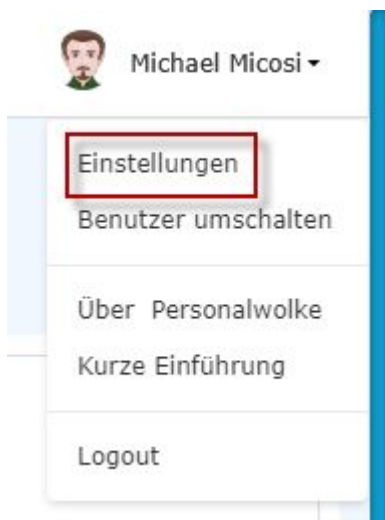 Michael Micosi
Einstellungen
Benutzer umschalten
Über Personalwolke
Kurze Einführung
Logout